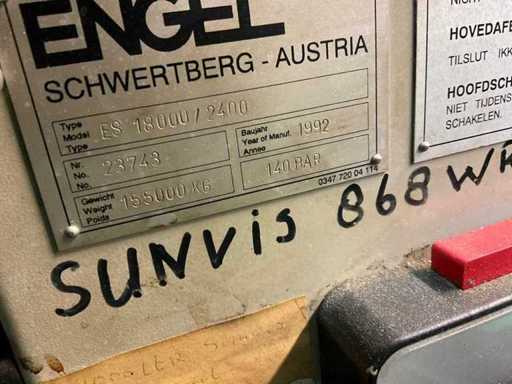 ENGEL
SCHWERTBERG - AUSTRIA
Type
Model
Type
ES 18000/2400
Nr.
No.
No.
23743
Baujahr
Year of Manuf.
Annee
1992
Gewicht
Weight
Poids
155000 KG
140 BAR
0347 720 04 114
SUNVIS 868 WR
HOVEDAFB
TILSLUT IKK
HOOFDSCH
NIET TIJDENS
SCHAKELEN.